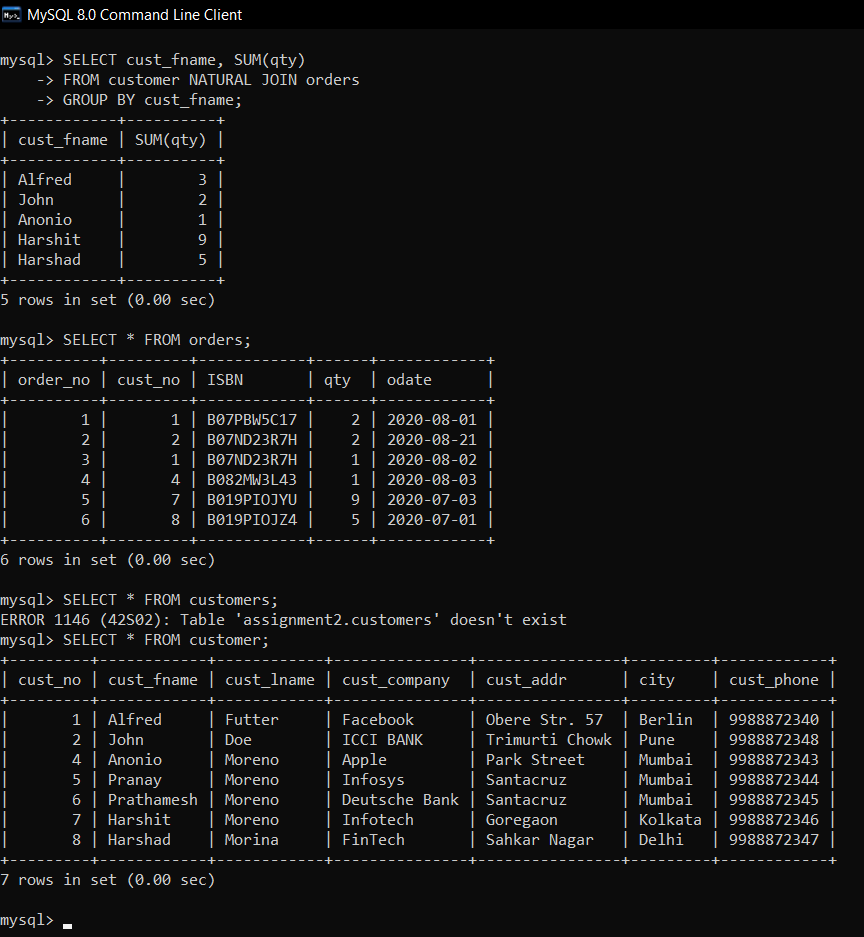 MySQL 8.0 Command Line Client
mysql> SELECT cust_fname, SUM(qty)
    -> FROM customer NATURAL JOIN orders
    -> GROUP BY cust_fname;
+------------+----------+
| cust_fname | SUM(qty) |
+------------+----------+
| Alfred     |        3 |
| John       |        2 |
| Anonio     |        1 |
| Harshit    |        9 |
| Harshad    |        5 |
+------------+----------+
5 rows in set (0.00 sec)
mysql> SELECT * FROM orders;
+----------+---------+------------+------+------------+
| order_no | cust_no | ISBN       | qty  | odate      |
+----------+---------+------------+------+------------+
|        1 |       1 | B07PBW5C17 |    2 | 2020-08-01 |
|        2 |       2 | B07ND23R7H |    2 | 2020-08-21 |
|        3 |       1 | B07ND23R7H |    1 | 2020-08-02 |
|        4 |       4 | B082MW3L43 |    1 | 2020-08-03 |
|        5 |       7 | B019PIOJYU |    9 | 2020-07-03 |
|        6 |       8 | B019PIOJZ4 |    5 | 2020-07-01 |
+----------+---------+------------+------+------------+
6 rows in set (0.00 sec)
mysql> SELECT * FROM customers;
ERROR 1146 (42S02): Table 'assignment2.customers' doesn't exist
mysql> SELECT * FROM customer;
+---------+------------+------------+---------------+----------------+---------+------------+
| cust_no | cust_fname | cust_lname | cust_company  | cust_addr      | city    | cust_phone |
+---------+------------+------------+---------------+----------------+---------+------------+
|       1 | Alfred     | Futter     | Facebook      | Obere Str. 57  | Berlin  | 9988872340 |
|       2 | John       | Doe        | ICCI BANK     | Trimurti Chowk | Pune    | 9988872348 |
|       4 | Anonio     | Moreno     | Apple         | Park Street    | Mumbai  | 9988872343 |
|       5 | Pranay     | Moreno     | Infosys       | Santacruz      | Mumbai  | 9988872344 |
|       6 | Prathamesh | Moreno     | Deutsche Bank | Santacruz      | Mumbai  | 9988872345 |
|       7 | Harshit    | Moreno     | Infotech      | Goregaon       | Kolkata | 9988872346 |
|       8 | Harshad    | Morina     | FinTech       | Sahkar Nagar   | Delhi   | 9988872347 |
+---------+------------+------------+---------------+----------------+---------+------------+
7 rows in set (0.00 sec)
mysql>